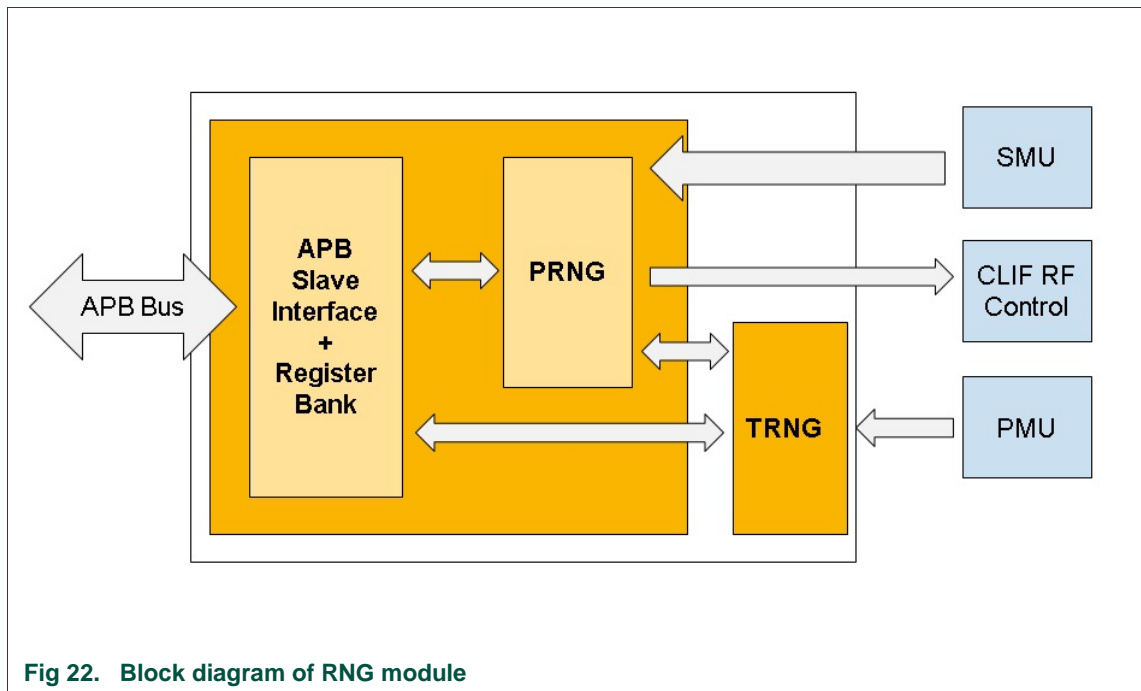 APB Bus
APB
Slave
Interface
+
Register
Bank
PRNG
TRNG
SMU
CLIF RF
Control
PMU
Fig 22. Block diagram of RNG module